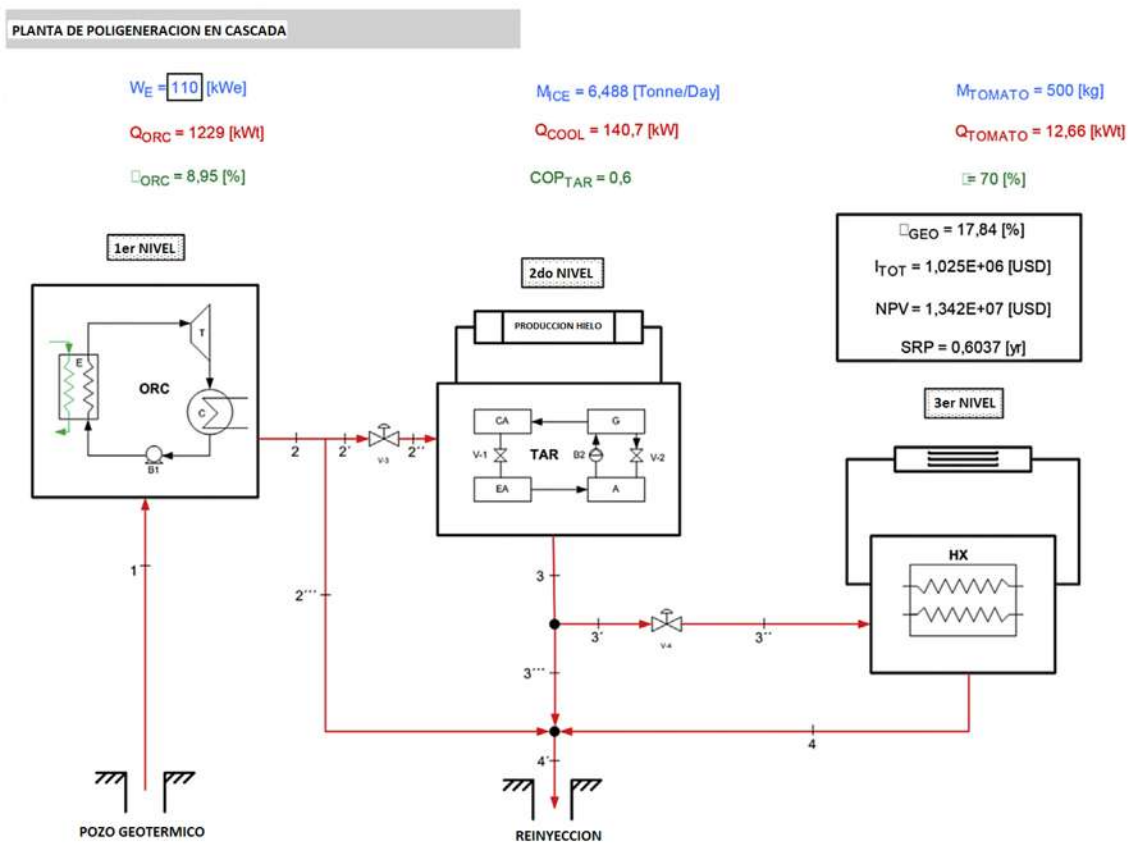 PLANTA DE POLIGENERACION EN CASCADA
WE = 110 [kWe]
MICE = 6,488 [Tonne/Day]
MTOMATO = 500 [kg]
QORC = 1229 [kWt]
QCOOL = 140,7 [kW]
QTOMATO = 12,66 [kWt]
□ORC = 8,95 [%]
COPTAR = 0,6
□= 70 [%]
□GEO = 17,84 [%]
ITOT = 1,025E+06 [USD]
NPV = 1,342E+07 [USD]
SRP = 0,6037 [yr]
1er NIVEL
2do NIVEL
3er NIVEL
PRODUCCION HIELO
E
T
ORC
C
B1
CA
G
V-1
TAR
B2
V-2
EA
A
HX
2
2'
V-3
2''
1
2'''
3
3'
V-4
3''
3'''
4
4'
POZO GEOTERMICO
REINYECCION